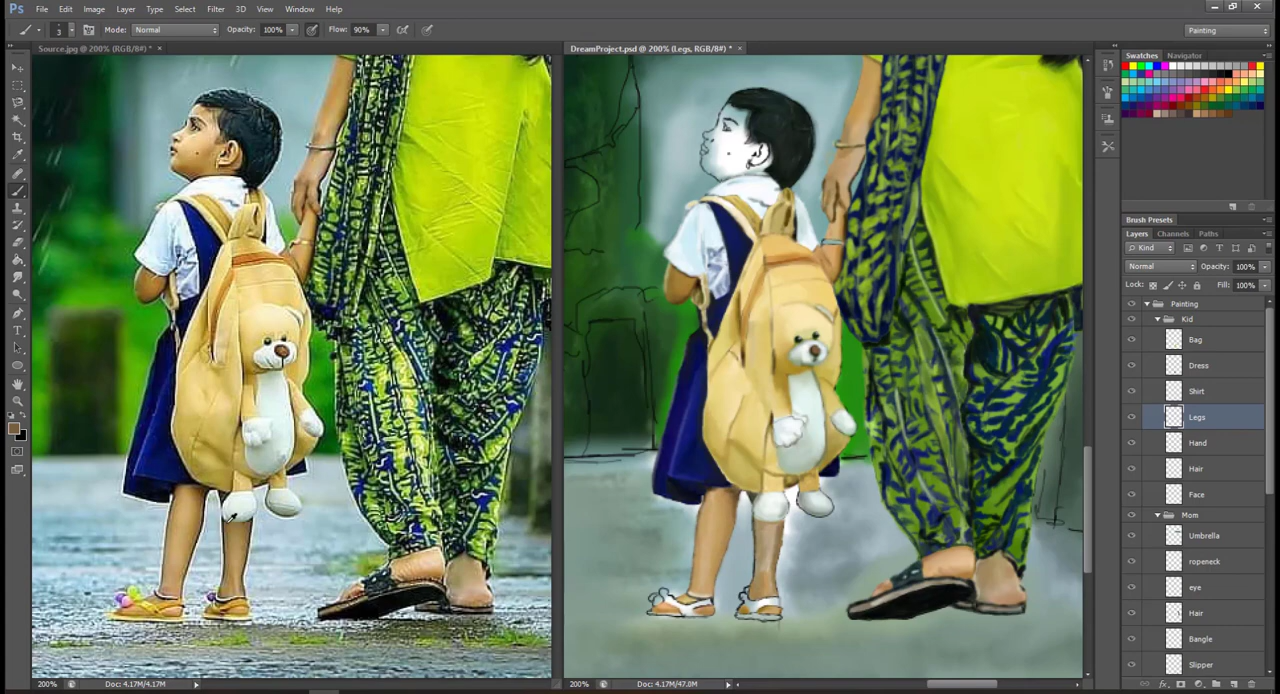 Ps File Edit Image Layer Type Select Filter 3D View Window Help
3 Mode: Normal Opacity: 100% Flow: 90% Painting
Source.jpg @ 200% (RGB/8#) * × DreamProject.psd @ 200% (Legs, RGB/8#) * ×
Swatches Navigator
Brush Presets
Layers Channels Paths
Kind
Normal Opacity: 100%
Lock: Fill: 100%
Painting
Kid
Bag
Dress
Shirt
Legs
Hand
Hair
Face
Mom
Umbrella
ropeneck
eye
Hair
Bangle
Slipper
200% Doc: 4.17M/4.17M 200% Doc: 4.17M/47.0M
fx